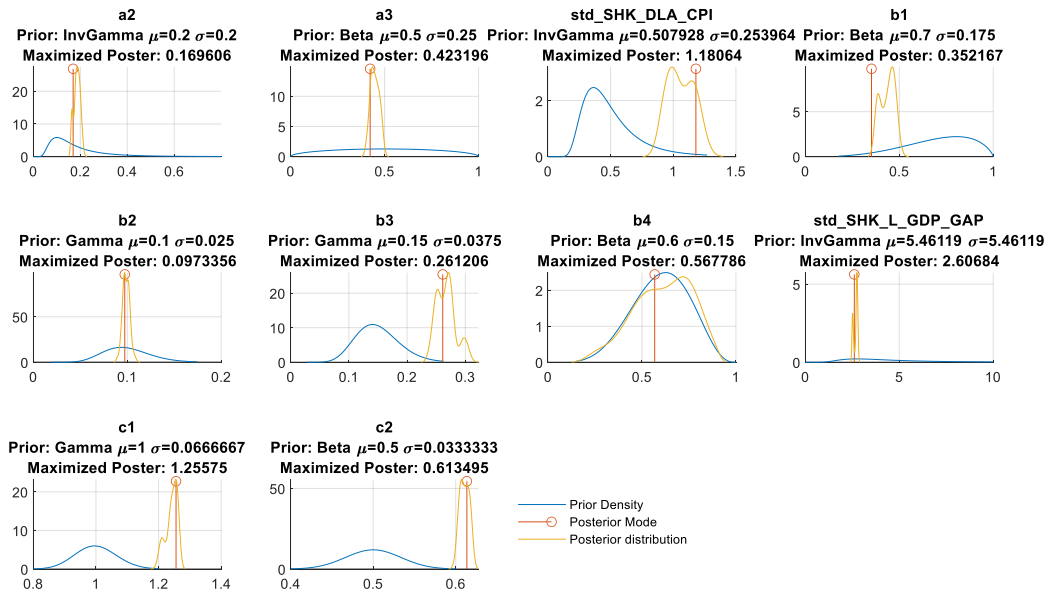 a2
Prior: InvGamma μ=0.2 σ=0.2
Maximized Poster: 0.169606
20
10
0
0 0.2 0.4 0.6
a3
Prior: Beta μ=0.5 σ=0.25
Maximized Poster: 0.423196
10
5
0
0 0.5 1
std_SHK_DLA_CPI
Prior: InvGamma μ=0.507928 σ=0.253964
Maximized Poster: 1.18064
2
0
0 0.5 1 1.5
b1
Prior: Beta μ=0.7 σ=0.175
Maximized Poster: 0.352167
5
0
0 0.5 1
b2
Prior: Gamma μ=0.1 σ=0.025
Maximized Poster: 0.0973356
50
0
0 0.1 0.2
b3
Prior: Gamma μ=0.15 σ=0.0375
Maximized Poster: 0.261206
20
10
0
0 0.1 0.2 0.3
b4
Prior: Beta μ=0.6 σ=0.15
Maximized Poster: 0.567786
2
1
0
0 0.5 1
std_SHK_L_GDP_GAP
Prior: InvGamma μ=5.46119 σ=5.46119
Maximized Poster: 2.60684
5
0
0 5 10
c1
Prior: Gamma μ=1 σ=0.0666667
Maximized Poster: 1.25575
20
10
0
0.8 1 1.2 1.4
c2
Prior: Beta μ=0.5 σ=0.0333333
Maximized Poster: 0.613495
50
0
0.4 0.5 0.6
Prior Density
Posterior Mode
Posterior distribution